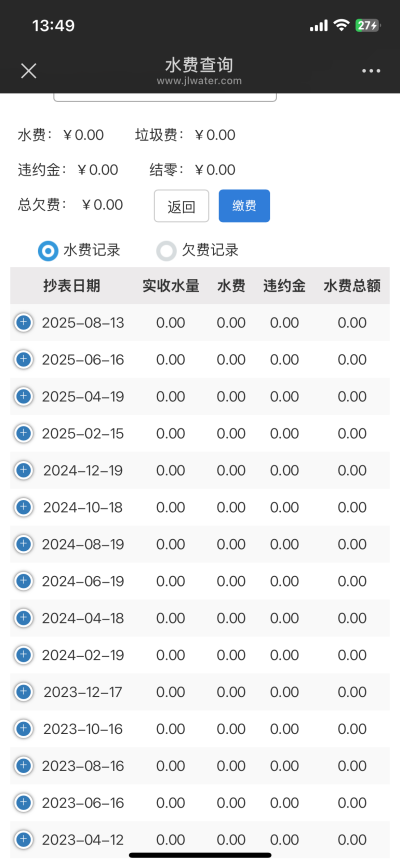 13:49
27
水费查询
www.jlwater.com
水费：￥0.00 垃圾费：￥0.00
违约金：￥0.00 结零：￥0.00
总欠费： ￥0.00 返回 缴费
水费记录 欠费记录
抄表日期 实收水量 水费 违约金 水费总额
2025-08-13 0.00 0.00 0.00 0.00
2025-06-16 0.00 0.00 0.00 0.00
2025-04-19 0.00 0.00 0.00 0.00
2025-02-15 0.00 0.00 0.00 0.00
2024-12-19 0.00 0.00 0.00 0.00
2024-10-18 0.00 0.00 0.00 0.00
2024-08-19 0.00 0.00 0.00 0.00
2024-06-19 0.00 0.00 0.00 0.00
2024-04-18 0.00 0.00 0.00 0.00
2024-02-19 0.00 0.00 0.00 0.00
2023-12-17 0.00 0.00 0.00 0.00
2023-10-16 0.00 0.00 0.00 0.00
2023-08-16 0.00 0.00 0.00 0.00
2023-06-16 0.00 0.00 0.00 0.00
2023-04-12 0.00 0.00 0.00 0.00